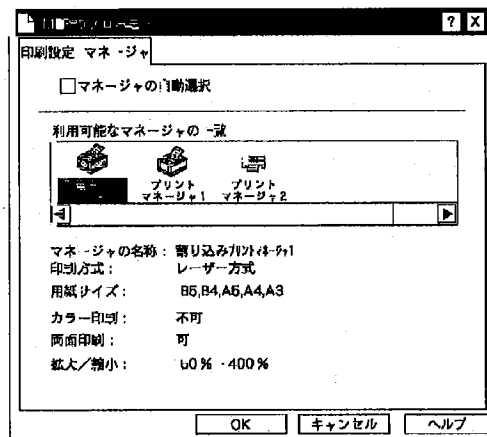 ? X
印刷設定 マネージャ
マネージャの自動選択
利用可能なマネージャの一覧
プリント
マネージャ1
プリント
マネージャ2
マネージャの名称： 割り込みプリントマネージャ1
印刷方式： レーザー方式
用紙サイズ： B5,B4,A5,A4,A3
カラー印刷： 不可
両面印刷： 可
拡大／縮小： 60％ - 400％
OK キャンセル ヘルプ